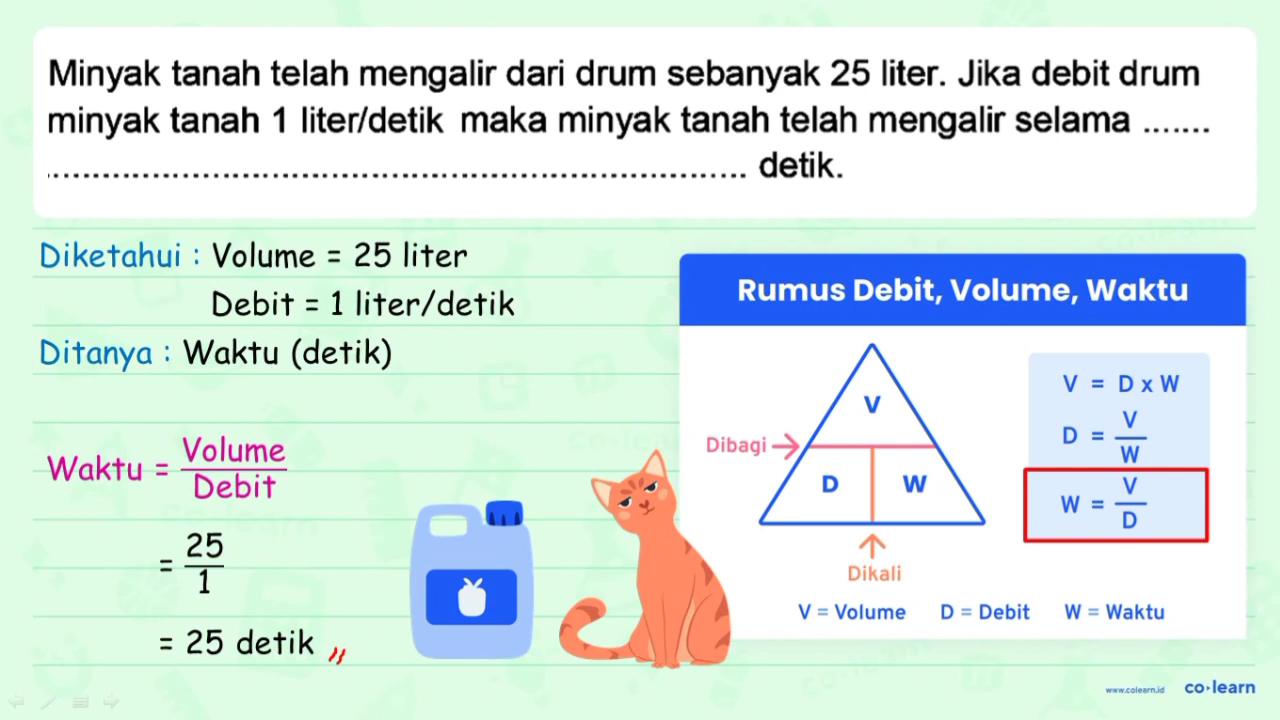 Minyak tanah telah mengalir dari drum sebanyak 25 liter. Jika debit drum
minyak tanah 1 liter/detik maka minyak tanah telah mengalir selama .......
...................................................................... detik.
Diketahui : Volume = 25 liter
Debit = 1 liter/detik
Ditanya : Waktu (detik)
Waktu = Volume
Debit
= 25
1
= 25 detik
Rumus Debit, Volume, Waktu
V
Dibagi
D W
Dikali
V = D x W
D = V
W
W = V
D
V = Volume D = Debit W = Waktu
www.colearn.id co·learn